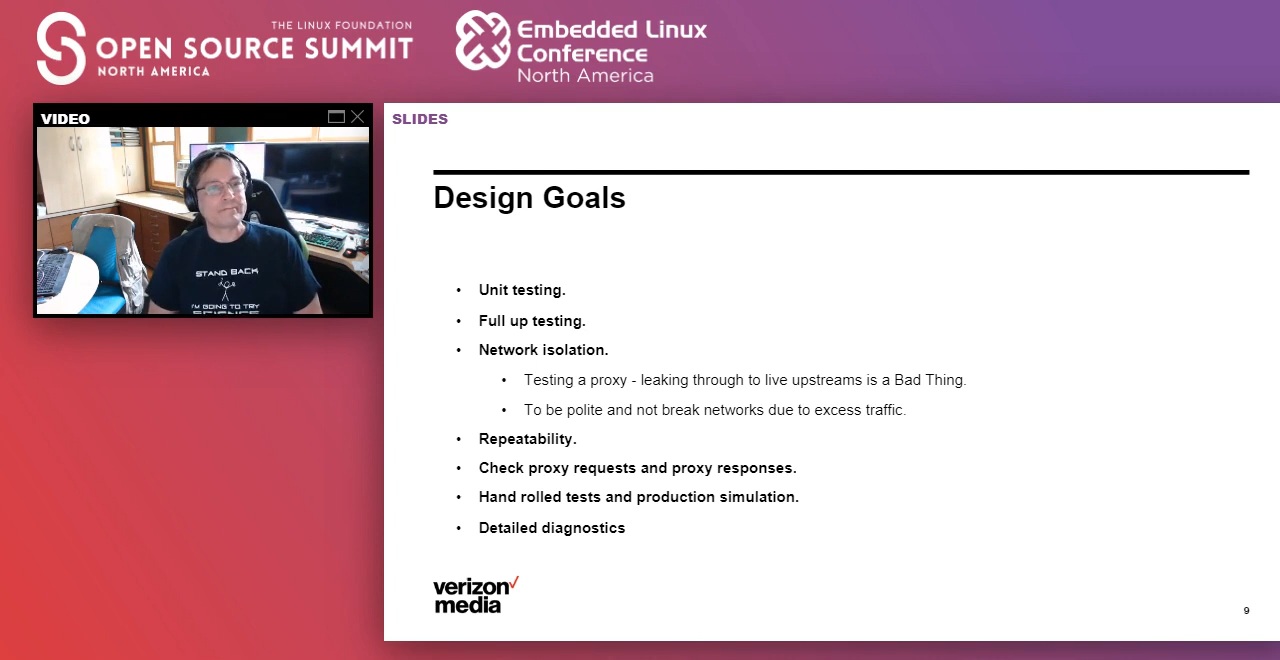 THE LINUX FOUNDATION
OPEN SOURCE SUMMIT
NORTH AMERICA
Embedded Linux
Conference
North America
VIDEO
STAND BACK
I'M GOING TO TRY
SCIENCE
SLIDES
Design Goals
• Unit testing.
• Full up testing.
• Network isolation.
• Testing a proxy - leaking through to live upstreams is a Bad Thing.
• To be polite and not break networks due to excess traffic.
• Repeatability.
• Check proxy requests and proxy responses.
• Hand rolled tests and production simulation.
• Detailed diagnostics
verizon✓
media
9